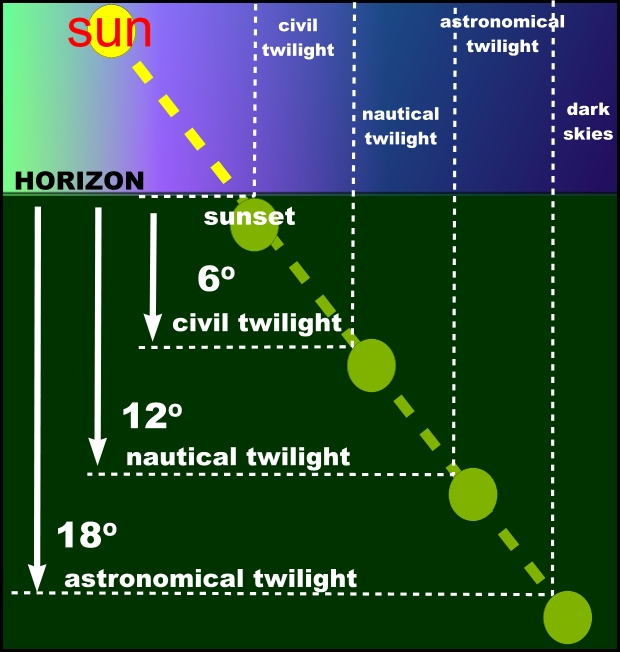 sun
civil
twilight
astronomical
twilight
nautical
twilight
dark
skies
HORIZON
sunset
6º
civil twilight
12º
nautical twilight
18º
astronomical twilight